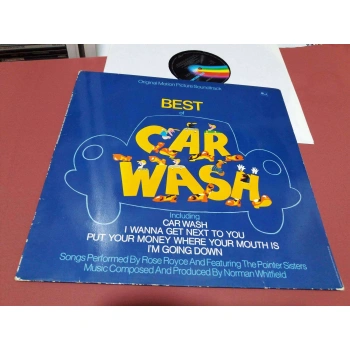 Original Motion Picture Soundtrack
BEST
of
CAR
WASH
Including
CAR WASH
I WANNA GET NEXT TO YOU
PUT YOUR MONEY WHERE YOUR MOUTH IS
I'M GOING DOWN
Songs Performed By Rose Royce And Featuring The Pointer Sisters
Music Composed And Produced By Norman Whitfield